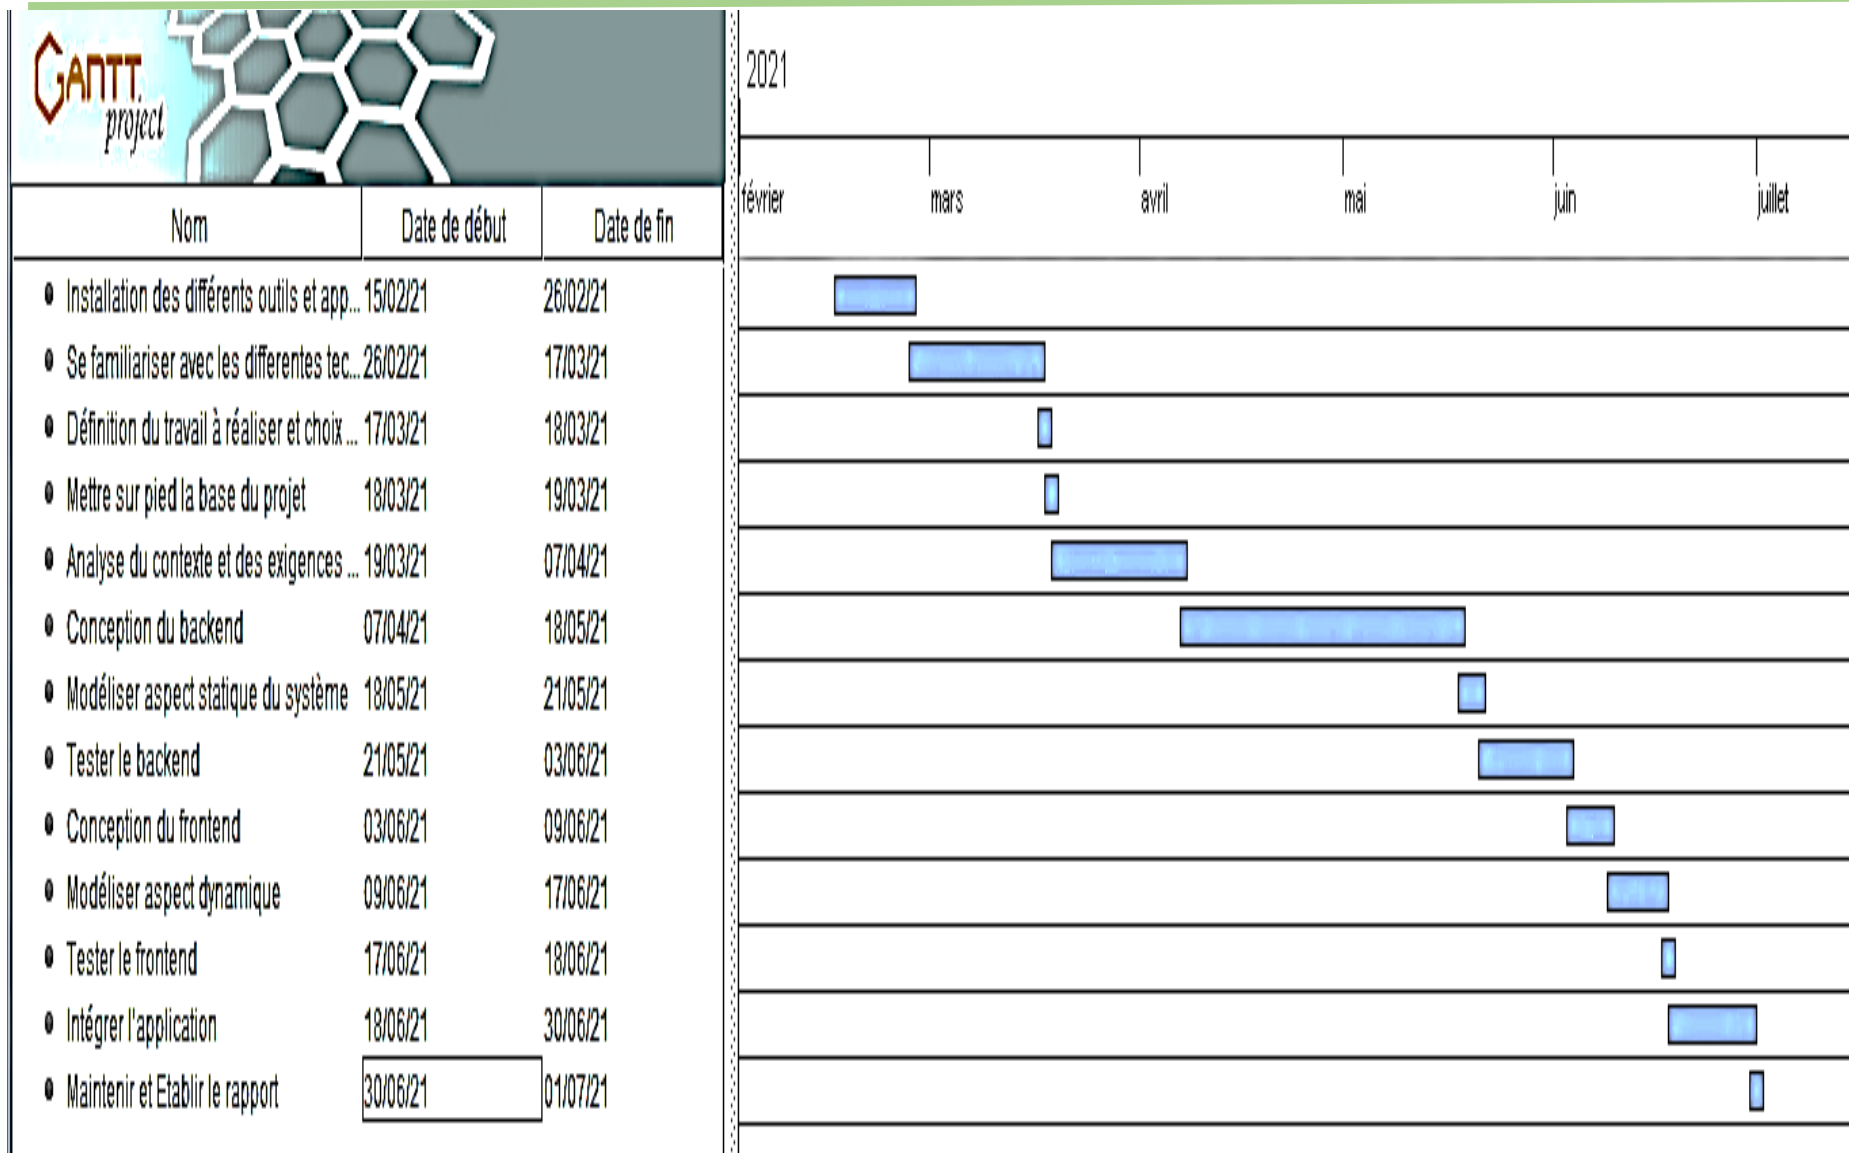 GANTT
project
2021
février mars avril mai juin juillet
Nom Date de début Date de fin
Installation des différents outils et app... 15/02/21 26/02/21
Se familiariser avec les differentes tec... 26/02/21 17/03/21
Définition du travail à réaliser et choix ... 17/03/21 18/03/21
Mettre sur pied la base du projet 18/03/21 19/03/21
Analyse du contexte et des exigences ... 19/03/21 07/04/21
Conception du backend 07/04/21 18/05/21
Modéliser aspect statique du système 18/05/21 21/05/21
Tester le backend 21/05/21 03/06/21
Conception du frontend 03/06/21 09/06/21
Modéliser aspect dynamique 09/06/21 17/06/21
Tester le frontend 17/06/21 18/06/21
Intégrer l'application 18/06/21 30/06/21
Maintenir et Etablir le rapport 30/06/21 01/07/21